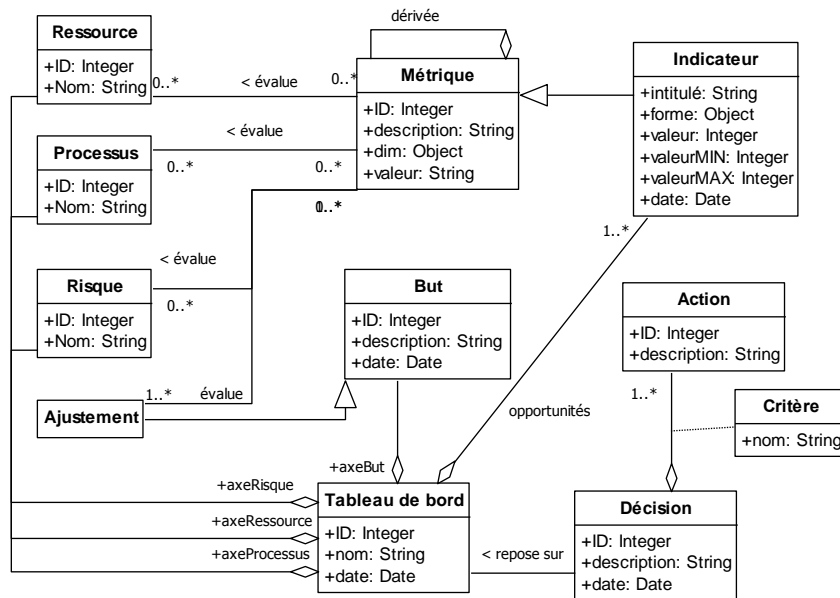 dérivée
Ressource
+ID: Integer
+Nom: String
0..*
< évalue
0..*
Métrique
+ID: Integer
+description: String
+dim: Object
+valeur: String
Indicateur
+intitulé: String
+forme: Object
+valeur: Integer
+valeurMIN: Integer
+valeurMAX: Integer
+date: Date
< évalue
Processus
+ID: Integer
+Nom: String
0..*
0..*
0..*
1..*
< évalue
Risque
+ID: Integer
+Nom: String
0..*
But
+ID: Integer
+description: String
+date: Date
Action
+ID: Integer
+description: String
1..*
évalue
Ajustement
1..*
opportunités
Critère
+nom: String
+axeBut
+axeRisque
+axeRessource
+axeProcessus
Tableau de bord
+ID: Integer
+nom: String
+date: Date
< repose sur
Décision
+ID: Integer
+description: String
+date: Date